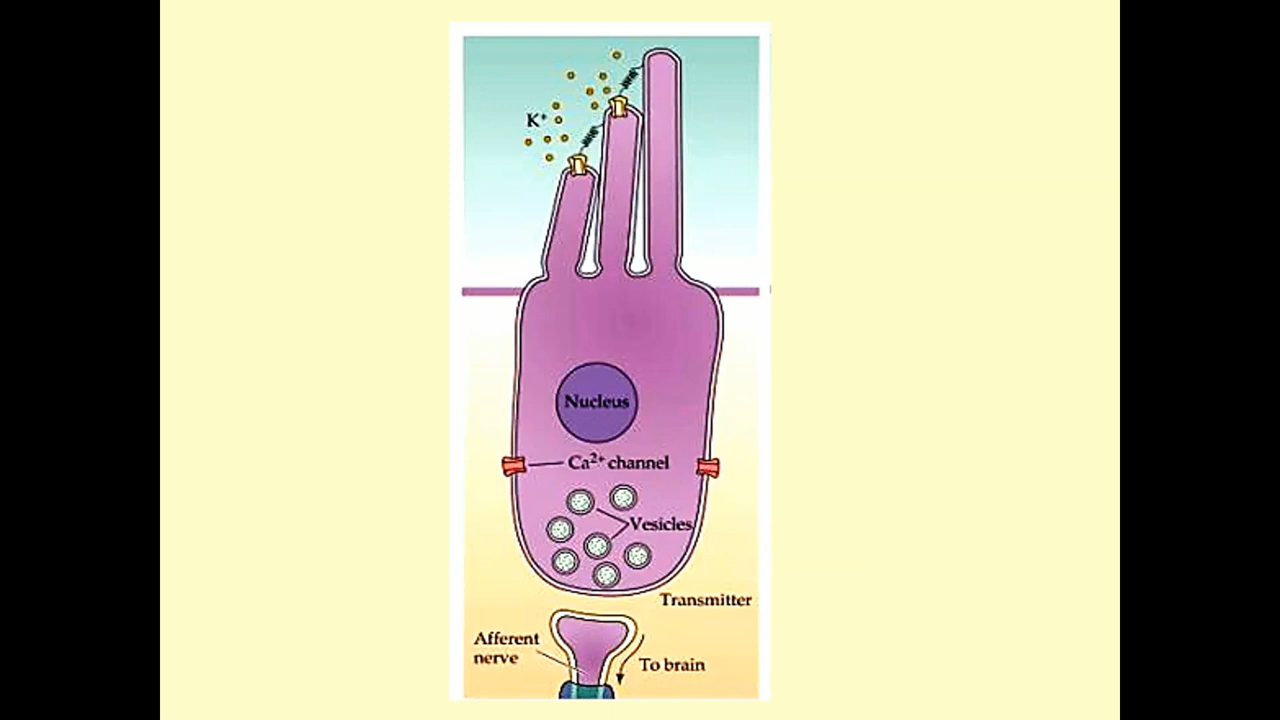 K⁺
Nucleus
Ca²⁺ channel
Vesicles
Transmitter
Afferent
nerve
To brain